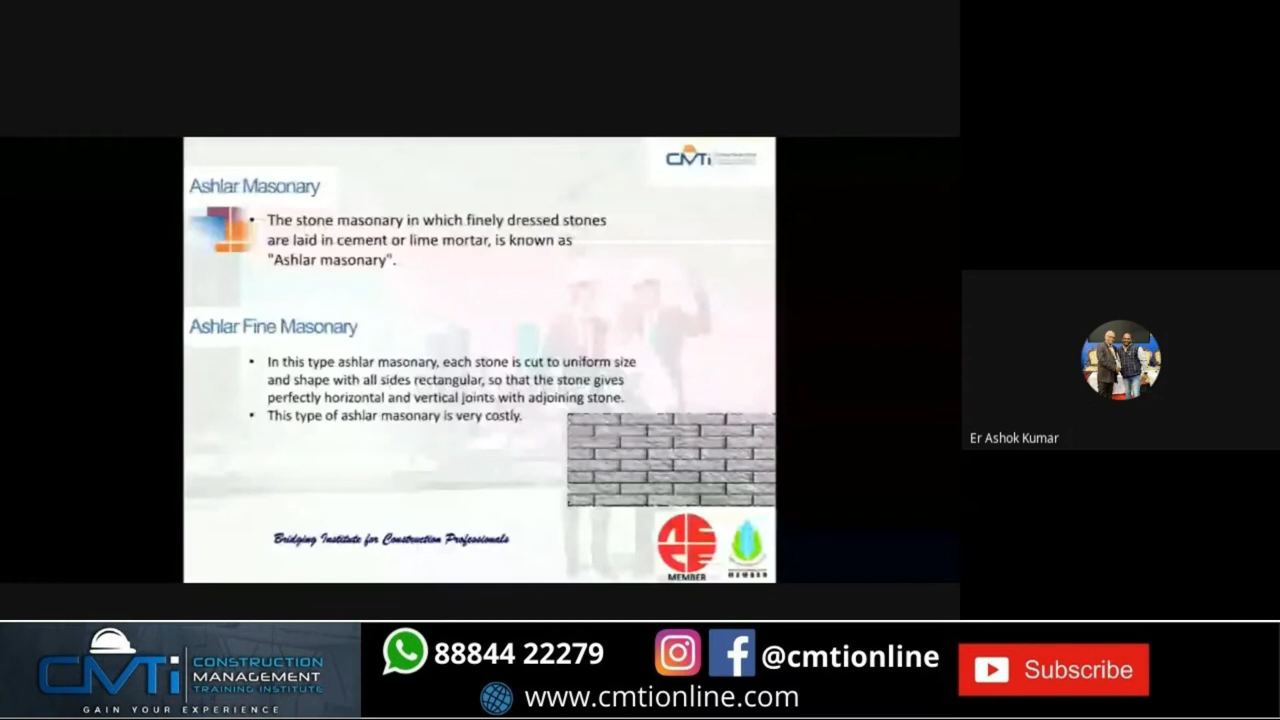 CMTi
Ashlar Masonary
• The stone masonary in which finely dressed stones
are laid in cement or lime mortar, is known as
"Ashlar masonary".
Ashlar Fine Masonary
• In this type ashlar masonary, each stone is cut to uniform size
and shape with all sides rectangular, so that the stone gives
perfectly horizontal and vertical joints with adjoining stone.
• This type of ashlar masonary is very costly.
Bridging Institute for Construction Professionals
MEMBER
MEMBER
Er Ashok Kumar
CMTi
CONSTRUCTION
MANAGEMENT
TRAINING INSTITUTE
GAIN YOUR EXPERIENCE
88844 22279
@cmtionline
www.cmtionline.com
Subscribe